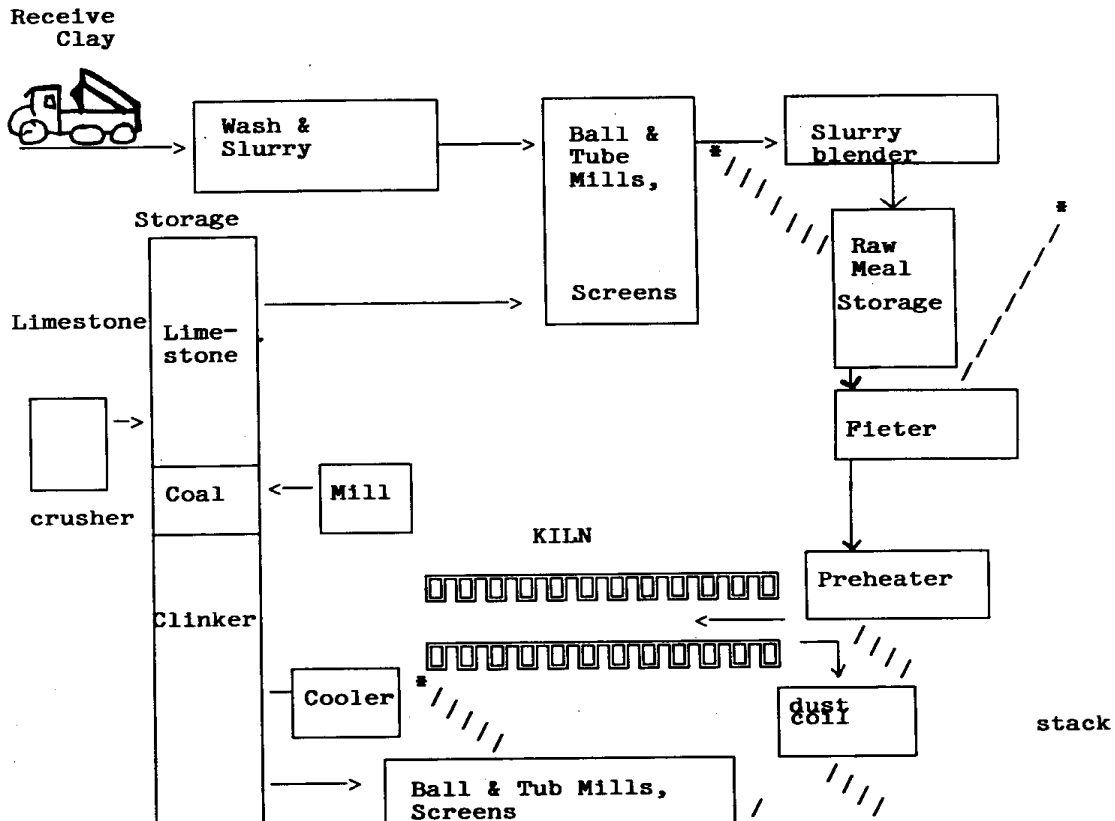 Receive
Clay
Wash &
Slurry
Ball &
Tube
Mills,
Screens
Slurry
blender
*
*
Storage
Raw
Meal
Storage
Limestone
Lime-
stone
Fieter
crusher
Coal
Mill
KILN
Preheater
Clinker
Cooler
*
dust
coil
stack
Ball & Tub Mills,
Screens